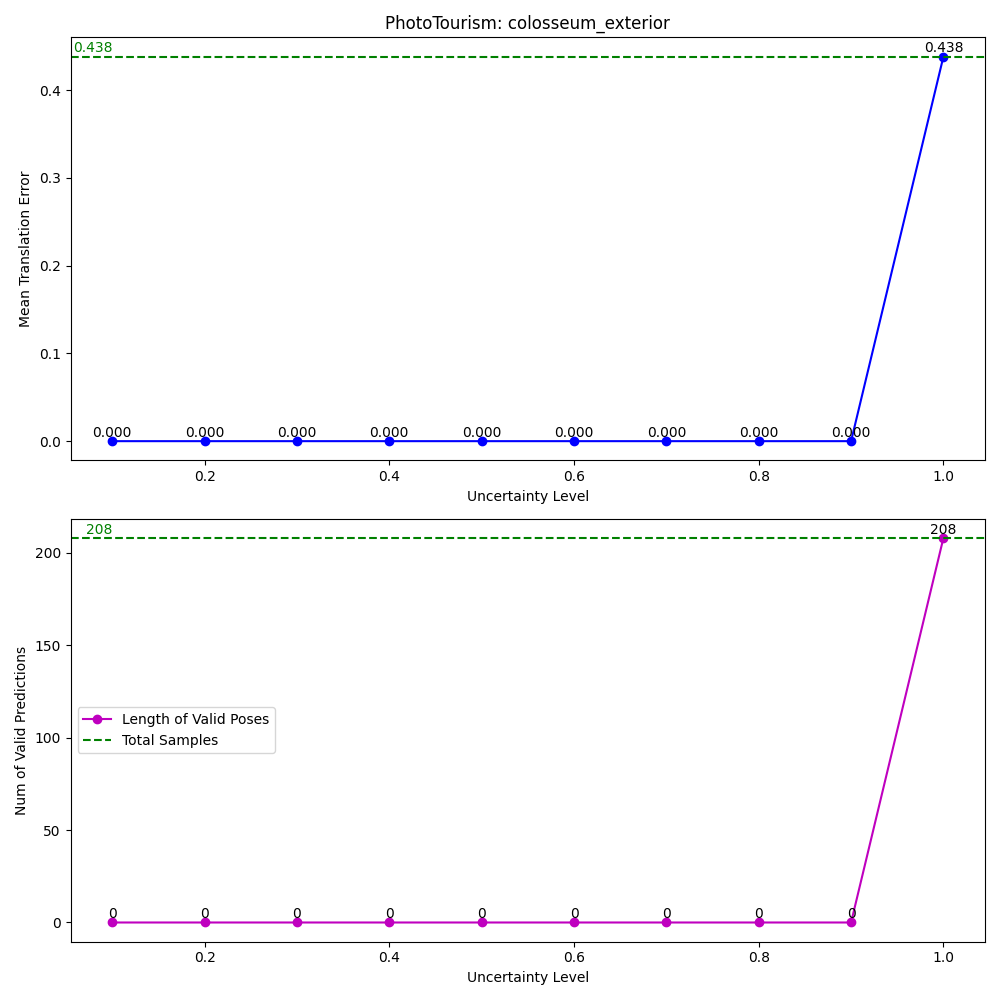 PhotoTourism: colosseum_exterior
0.438
0.438
0.4
0.3
0.2
0.1
0.0
Mean Translation Error
0.000 0.000 0.000 0.000 0.000 0.000 0.000 0.000 0.000
0.2 0.4 0.6 0.8 1.0
Uncertainty Level
208
208
200
150
100
50
0
Num of Valid Predictions
Length of Valid Poses
Total Samples
0 0 0 0 0 0 0 0 0
0.2 0.4 0.6 0.8 1.0
Uncertainty Level